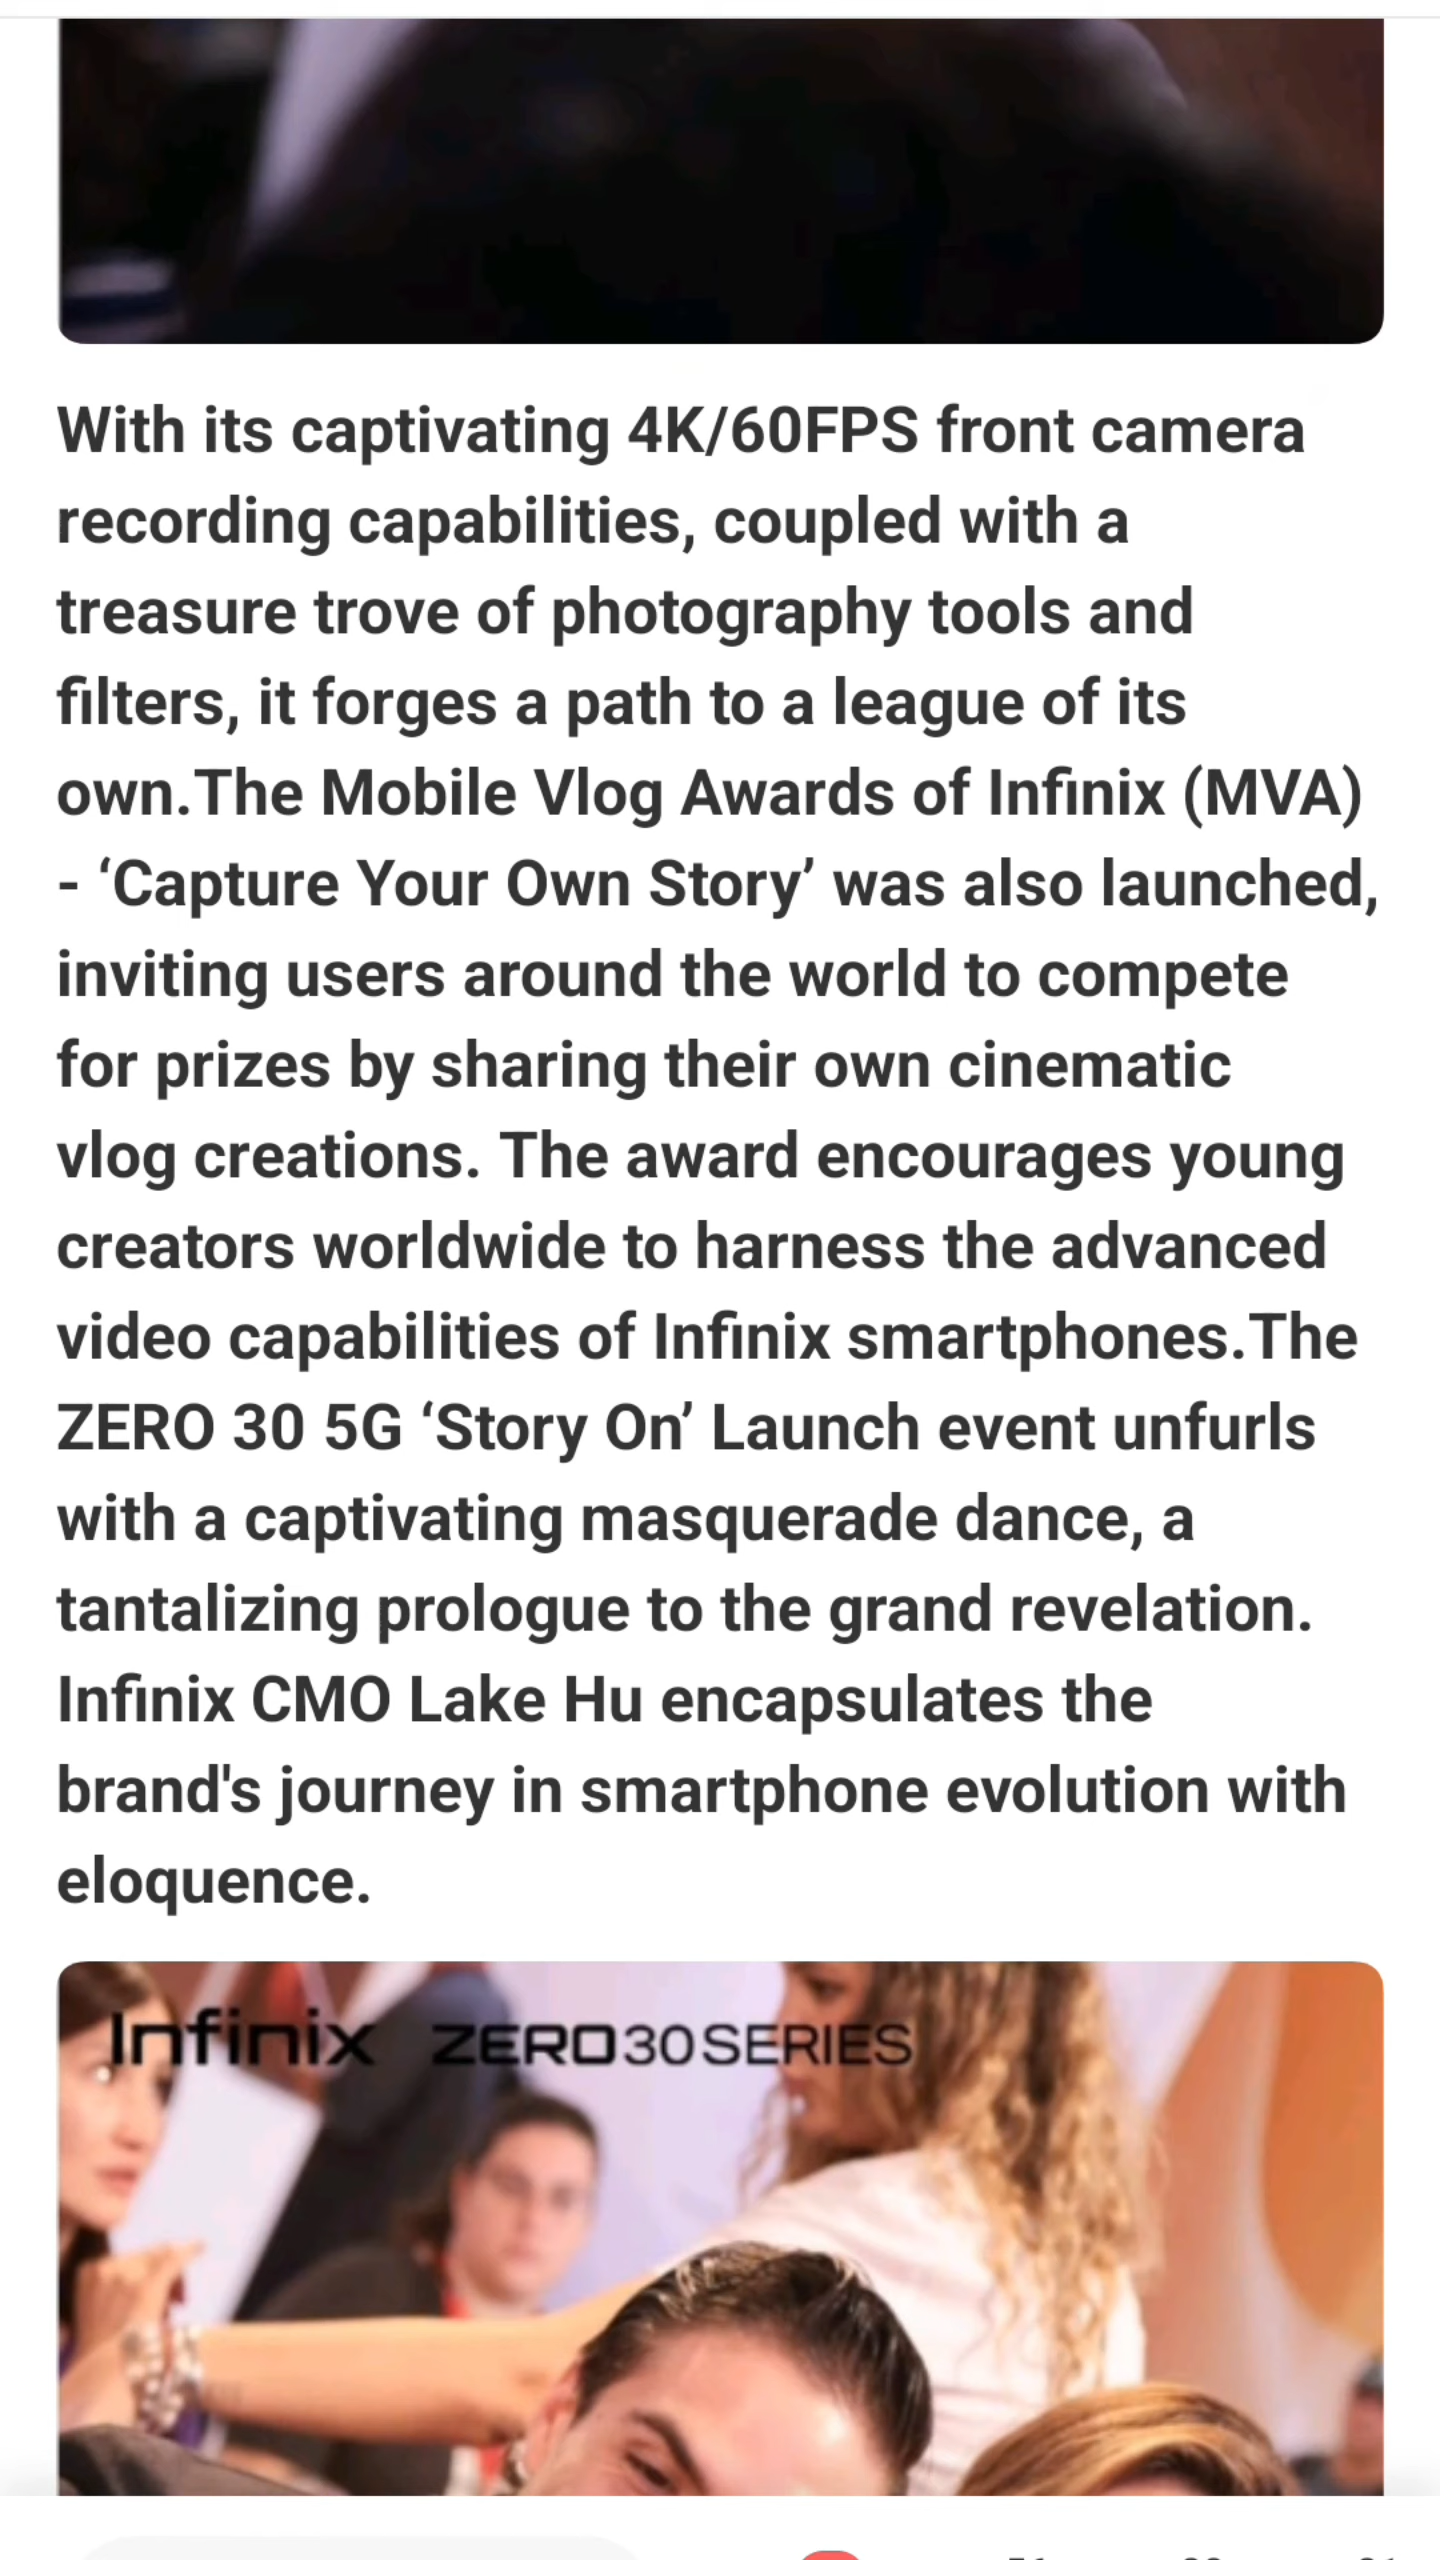 With its captivating 4K/60FPS front camera
recording capabilities, coupled with a
treasure trove of photography tools and
filters, it forges a path to a league of its
own.The Mobile Vlog Awards of Infinix (MVA)
- ‘Capture Your Own Story’ was also launched,
inviting users around the world to compete
for prizes by sharing their own cinematic
vlog creations. The award encourages young
creators worldwide to harness the advanced
video capabilities of Infinix smartphones.The
ZERO 30 5G ‘Story On’ Launch event unfurls
with a captivating masquerade dance, a
tantalizing prologue to the grand revelation.
Infinix CMO Lake Hu encapsulates the
brand's journey in smartphone evolution with
eloquence.
Infinix ZERO30SERIES